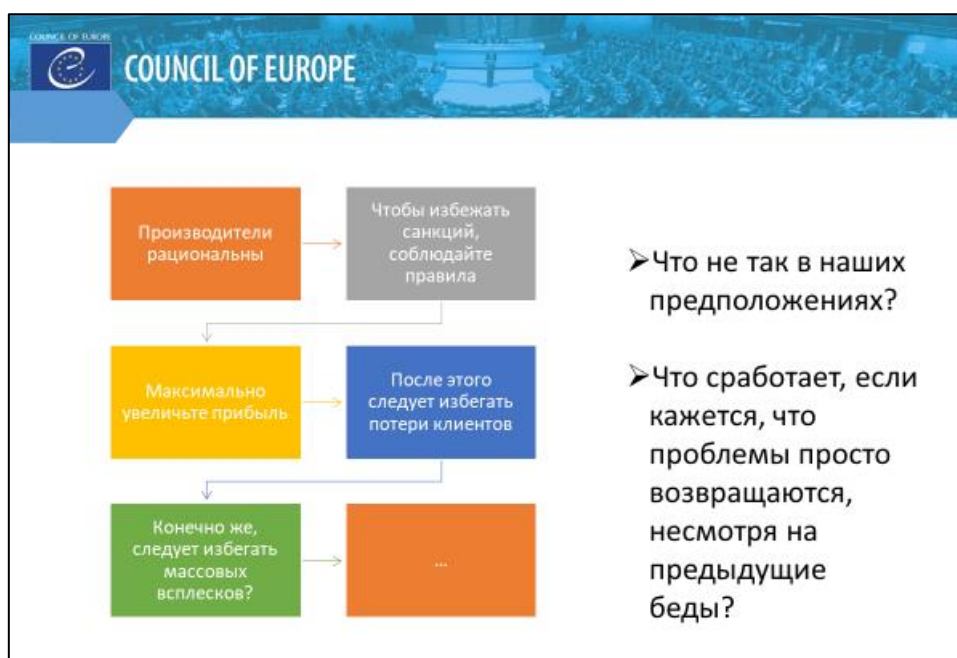 COUNCIL OF EUROPE
COUNCIL OF EUROPE
Производители
рациональны
Чтобы избежать
санкций,
соблюдайте
правила
Максимально
увеличьте прибыль
После этого
следует избегать
потери клиентов
Конечно же,
следует избегать
массовых
всплесков?
...
➢Что не так в наших
предположениях?
➢Что сработает, если
кажется, что
проблемы просто
возвращаются,
несмотря на
предыдущие
беды?